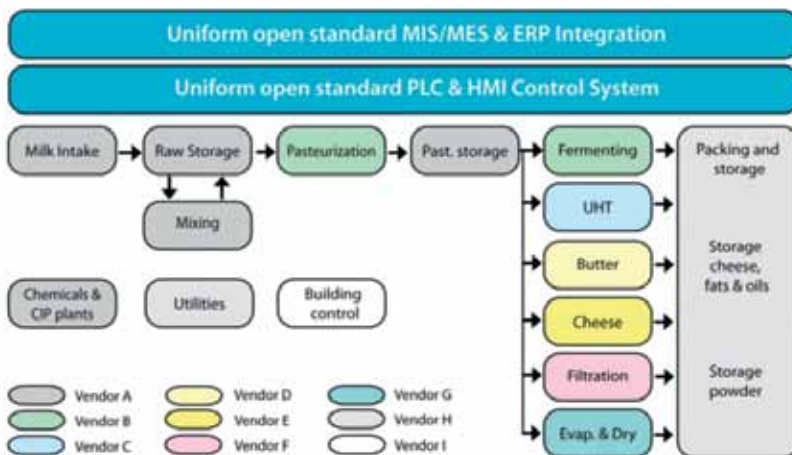 Uniform open standard MIS/MES & ERP Integration
Uniform open standard PLC & HMI Control System
Milk Intake
Raw Storage
Pasteurization
Past. storage
Fermenting
Packing and
storage
Mixing
UHT
Butter
Storage
cheese,
fats & oils
Chemicals &
CIP plants
Utilities
Building
control
Cheese
Filtration
Storage
powder
Evap. & Dry
Vendor A
Vendor B
Vendor C
Vendor D
Vendor E
Vendor F
Vendor G
Vendor H
Vendor I